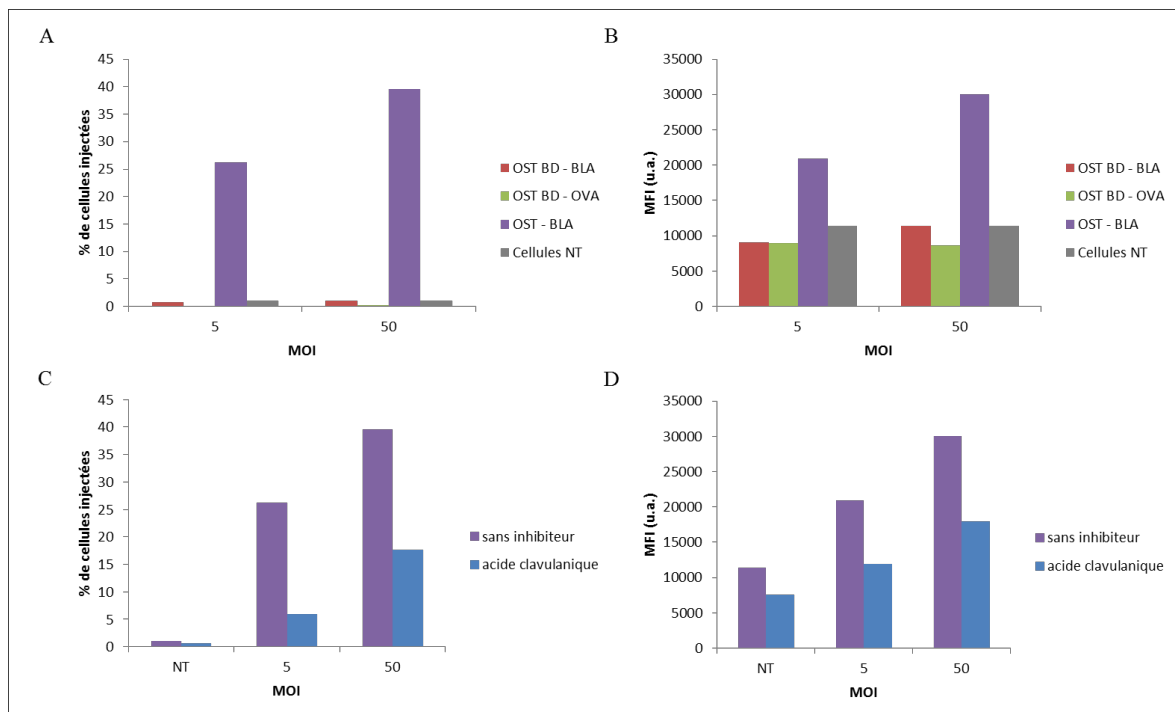 A
45
40
35
30
25
20
15
10
5
0
% de cellules injectées
5
50
MOI
OST BD - BLA
OST BD - OVA
OST - BLA
Cellules NT
B
35000
30000
25000
20000
15000
10000
5000
0
MFI (u.a.)
5
50
MOI
OST BD - BLA
OST BD - OVA
OST - BLA
Cellules NT
C
45
40
35
30
25
20
15
10
5
0
% de cellules injectées
NT
5
50
MOI
sans inhibiteur
acide clavulanique
D
35000
30000
25000
20000
15000
10000
5000
0
MFI (u.a.)
NT
5
50
MOI
sans inhibiteur
acide clavulanique